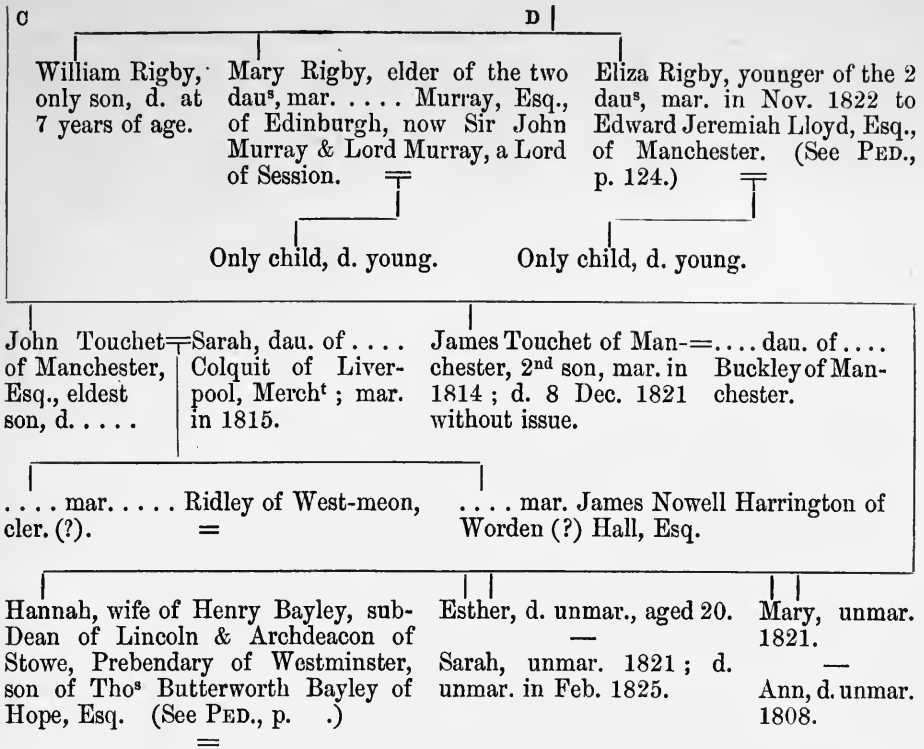 C D
William Rigby, only son, d. at 7 years of age.
Mary Rigby, elder of the two dauˢ, mar. . . . . Murray, Esq., of Edinburgh, now Sir John Murray & Lord Murray, a Lord of Session. =
Eliza Rigby, younger of the 2 dauˢ, mar. in Nov. 1822 to Edward Jeremiah Lloyd, Esq., of Manchester. (See PED., p. 124.) =
Only child, d. young.
Only child, d. young.
John Touchet= of Manchester, Esq., eldest son, d. . . . .
Sarah, dau. of . . . . Colquit of Liver-pool, Merchᵗ ; mar. in 1815.
James Touchet of Man-= chester, 2ⁿᵈ son, mar. in 1814 ; d. 8 Dec. 1821 without issue.
. . . . dau. of . . . . Buckley of Man-chester.
. . . . mar. . . . . Ridley of West-meon, cler. (?). =
. . . . mar. James Nowell Harrington of Worden (?) Hall, Esq.
Hannah, wife of Henry Bayley, sub-Dean of Lincoln & Archdeacon of Stowe, Prebendary of Westminster, son of Thoˢ Butterworth Bayley of Hope, Esq. (See PED., p. .) =
Esther, d. unmar., aged 20.
—
Sarah, unmar. 1821 ; d. unmar. in Feb. 1825.
Mary, unmar. 1821.
—
Ann, d. unmar. 1808.